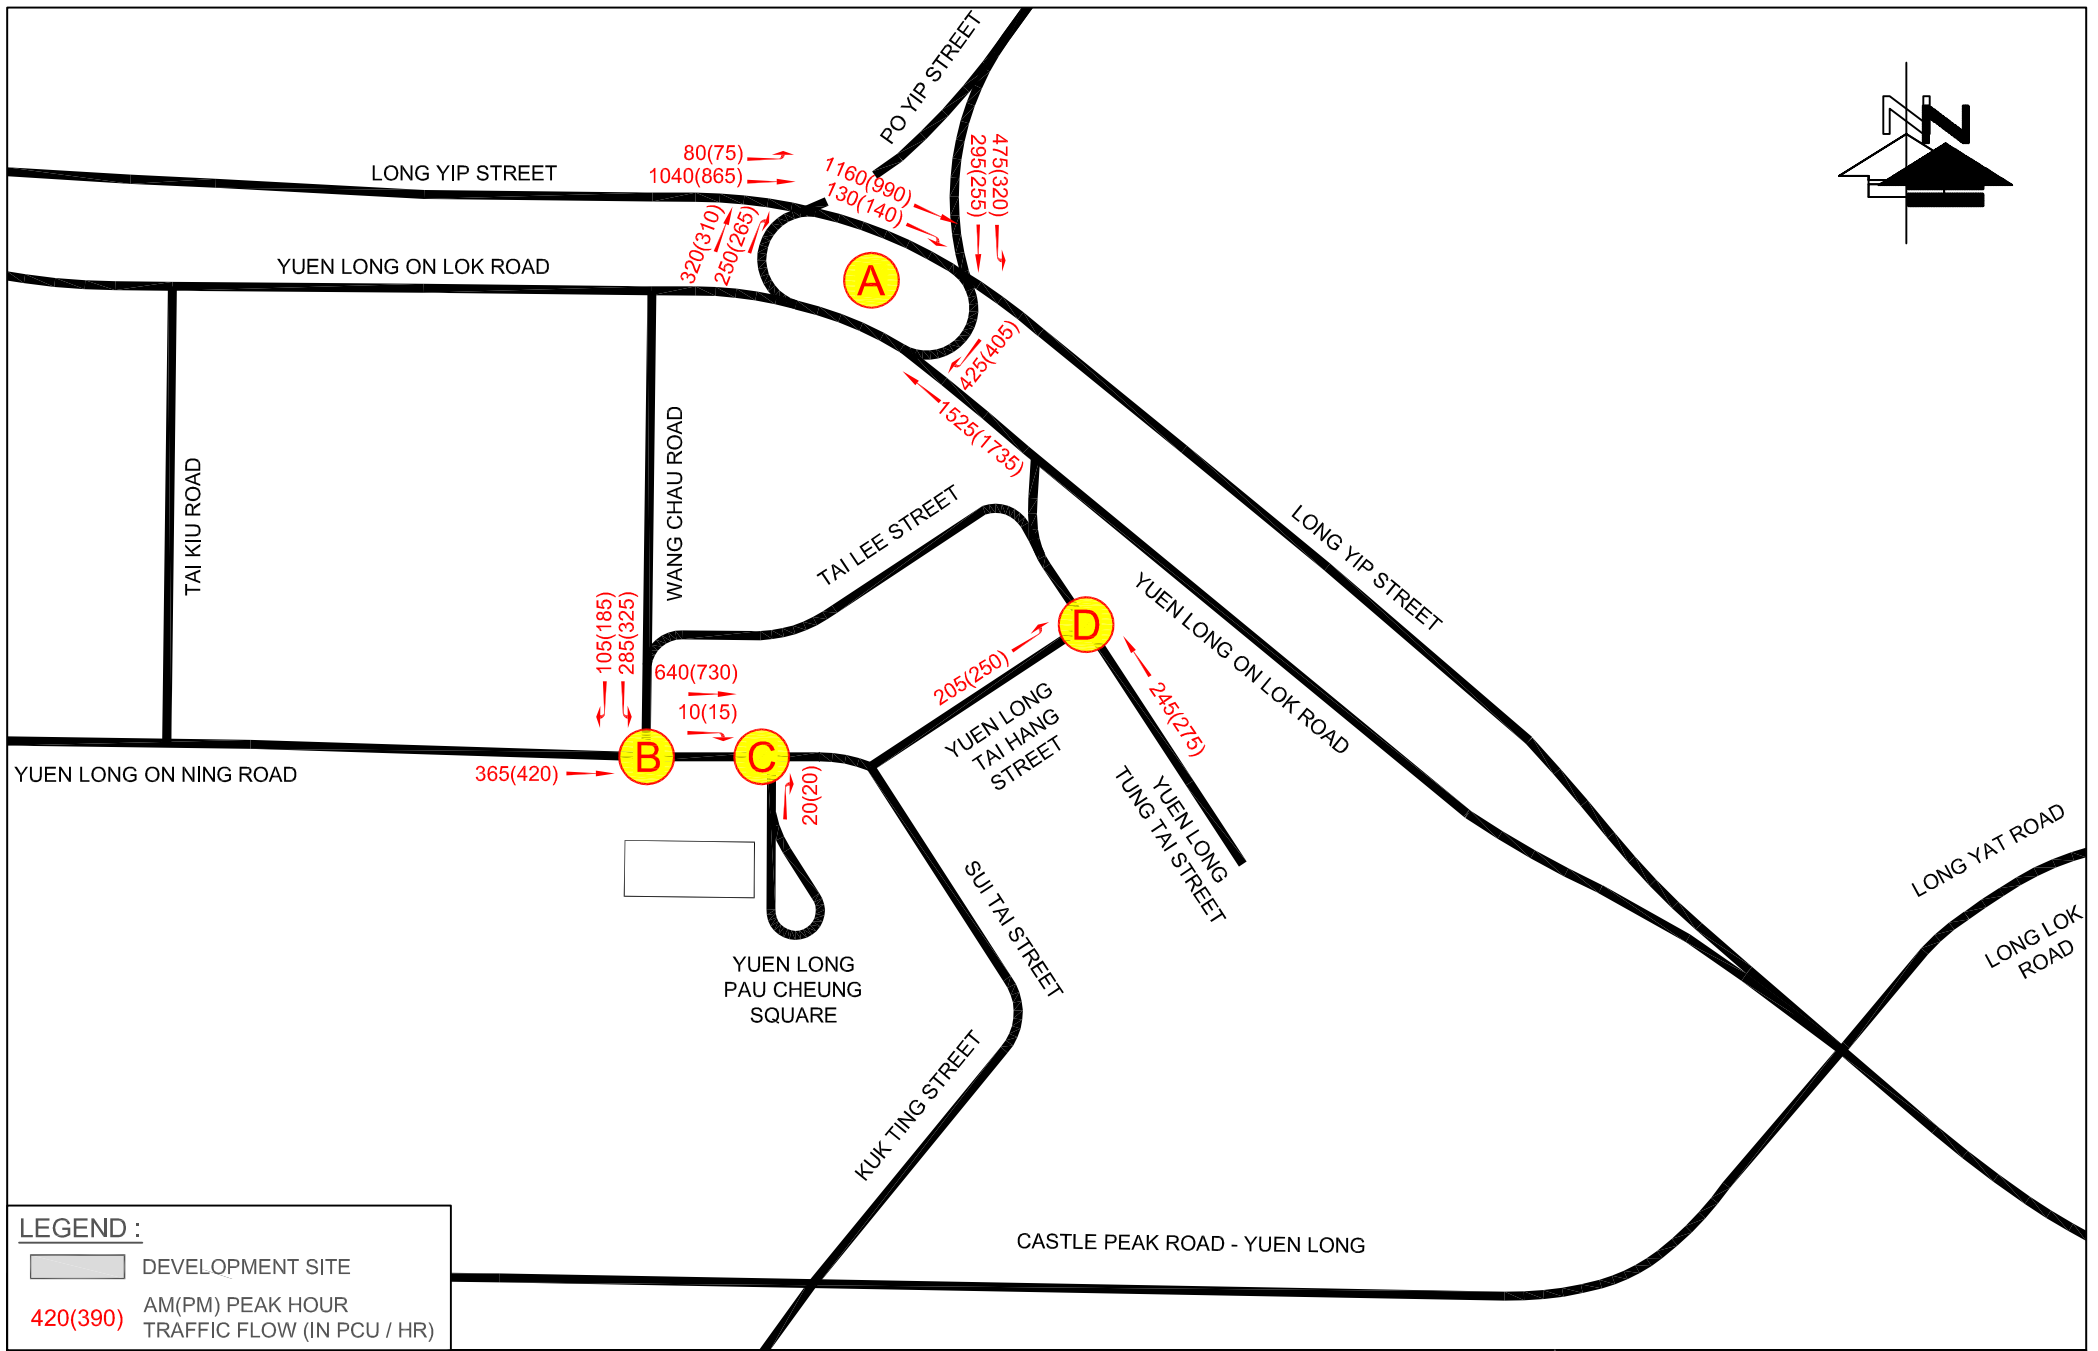 PO YIP STREET
LONG YIP STREET
80(75)
1040(865)
1160(990)
130(140)
475(320)
295(255)
N
N
320(310)
250(265)
YUEN LONG ON LOK ROAD
A
425(405)
1525(1735)
TAI KIU ROAD
WANG CHAU ROAD
TAI LEE STREET
LONG YIP STREET
YUEN LONG ON LOK ROAD
105(185)
285(325)
640(730)
10(15)
205(250)
D
245(275)
YUEN LONG
TAI HANG
STREET
YUEN LONG
TUNG TAI STREET
YUEN LONG ON NING ROAD
365(420)
B
C
20(20)
SUI TAI STREET
YUEN LONG
PAU CHEUNG
SQUARE
LONG YAT ROAD
LONG LOK
ROAD
KUK TING STREET
CASTLE PEAK ROAD - YUEN LONG
LEGEND :
DEVELOPMENT SITE
420(390)
AM(PM) PEAK HOUR
TRAFFIC FLOW (IN PCU / HR)